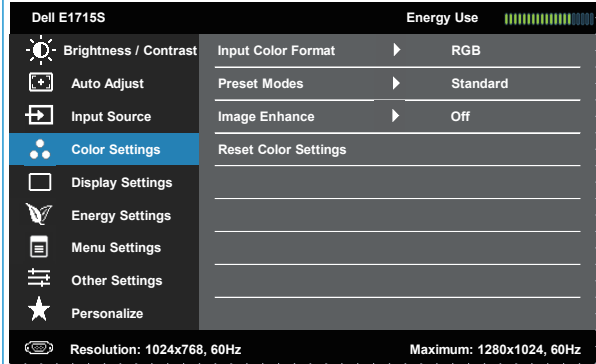 Dell E1715S Energy Use
Brightness / Contrast Input Color Format RGB
Auto Adjust Preset Modes Standard
Input Source Image Enhance Off
Color Settings Reset Color Settings
Display Settings
Energy Settings
Menu Settings
Other Settings
Personalize
Resolution: 1024x768, 60Hz Maximum: 1280x1024, 60Hz